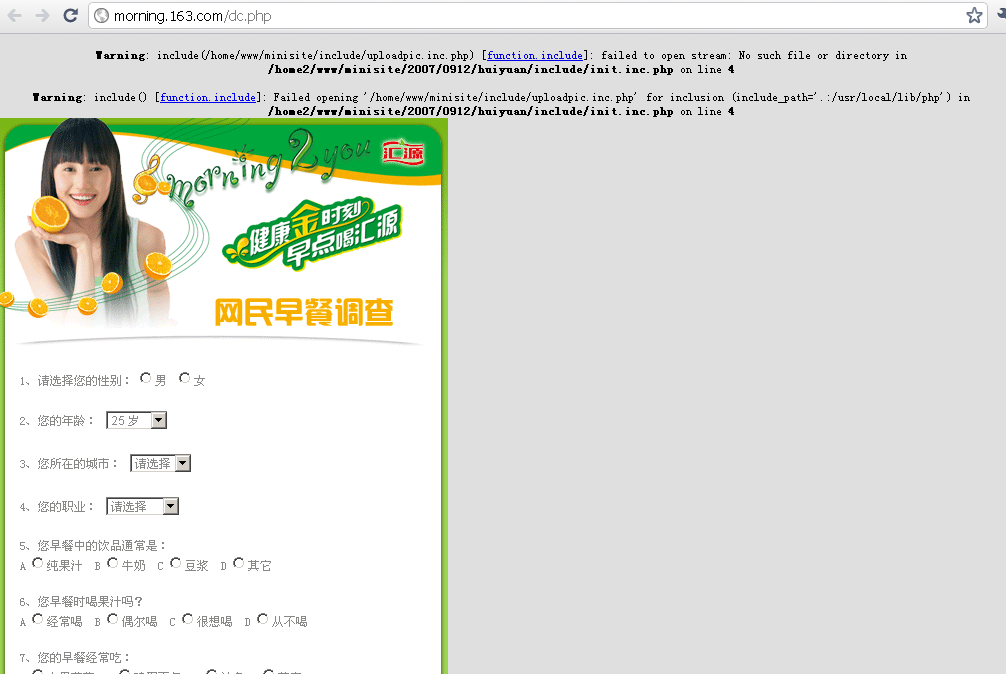 morning.163.com/dc.php
Warning: include(/home/www/minisite/include/uploadpic.inc.php) [function.include]: failed to open stream: No such file or directory in
/home2/www/minisite/2007/0912/huiyuan/include/init.inc.php on line 4
Warning: include() [function.include]: Failed opening '/home/www/minisite/include/uploadpic.inc.php' for inclusion (include_path='.:/usr/local/lib/php') in
/home2/www/minisite/2007/0912/huiyuan/include/init.inc.php on line 4
morning 2 you
汇源
健康金时刻
早点喝汇源
网民早餐调查
1、请选择您的性别： 男 女
2、您的年龄： 25 岁
3、您所在的城市： 请选择
4、您的职业： 请选择
5、您早餐中的饮品通常是：
A 纯果汁 B 牛奶 C 豆浆 D 其它
6、您早餐时喝果汁吗？
A 经常喝 B 偶尔喝 C 很想喝 D 从不喝
7、您的早餐经常吃：